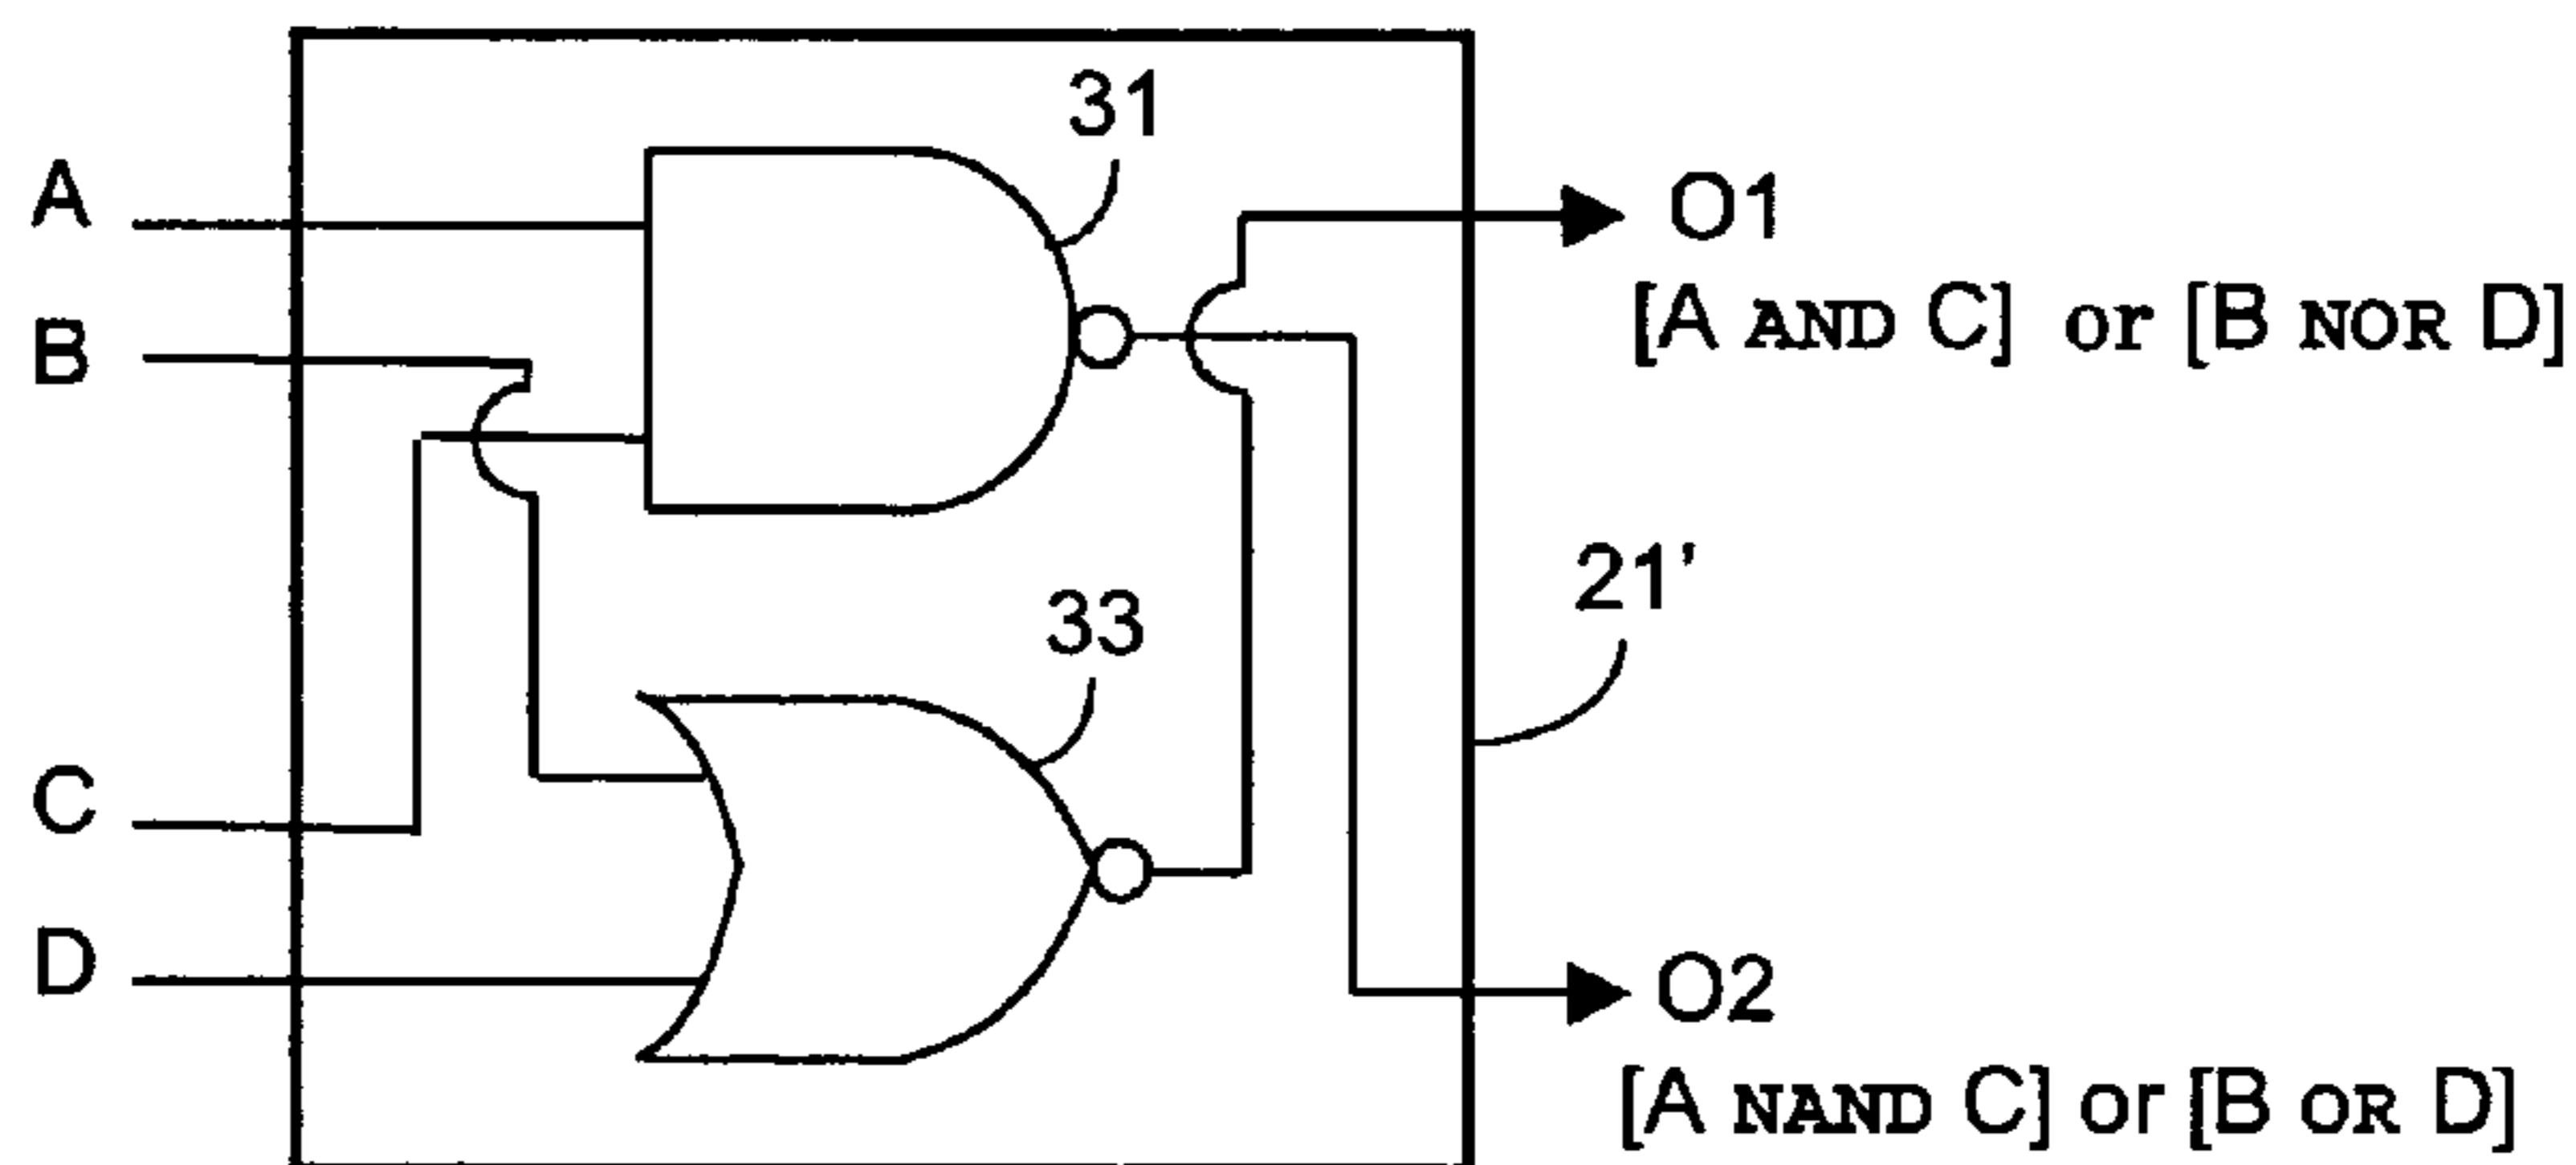 31
A
O1
[A AND C] or [B NOR D]
B
21'
33
C
D
O2
[A NAND C] or [B OR D]